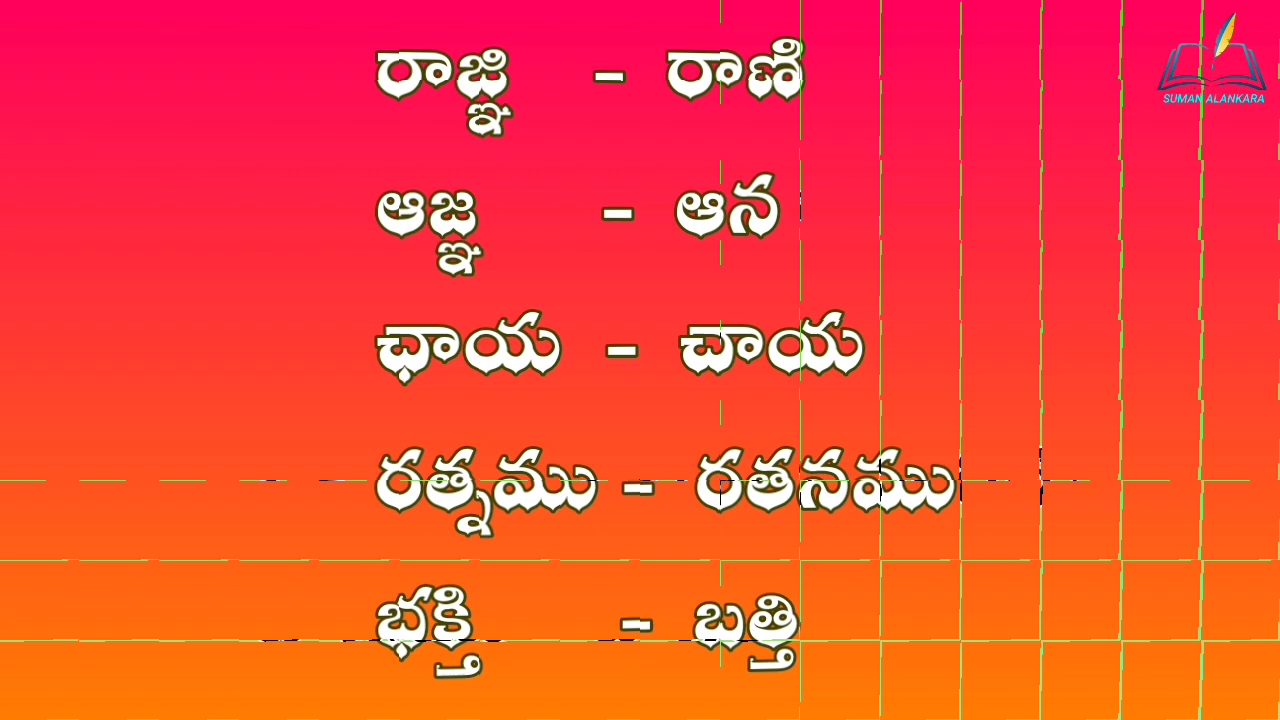 రాజ్ఞి - రాణి
SUMAN ALANKARA
ఆజ్ఞ - ఆన
ఛాయ - చాయ
రత్నము - రతనము
భక్తి - బత్తి